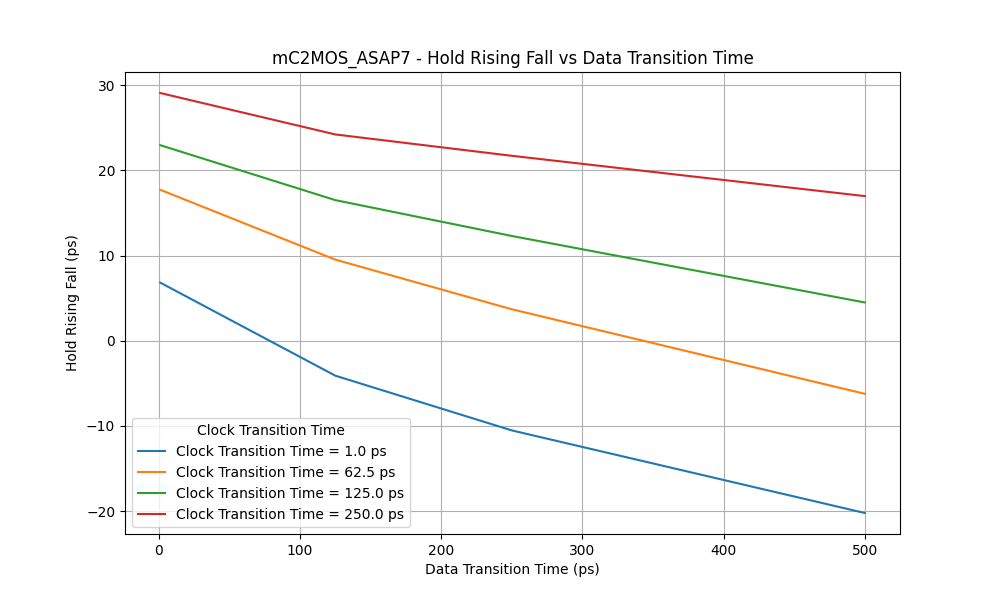 mC2MOS_ASAP7 - Hold Rising Fall vs Data Transition Time
30
20
10
0
−10
−20
Hold Rising Fall (ps)
Clock Transition Time
Clock Transition Time = 1.0 ps
Clock Transition Time = 62.5 ps
Clock Transition Time = 125.0 ps
Clock Transition Time = 250.0 ps
0 100 200 300 400 500
Data Transition Time (ps)